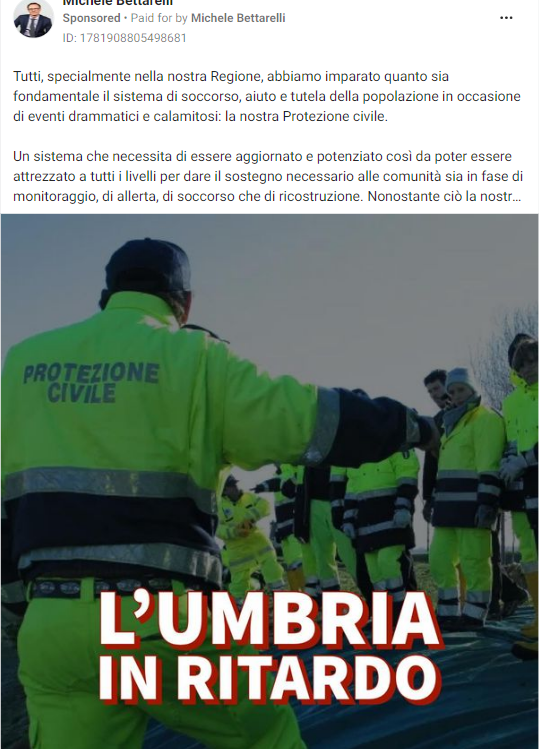 Michele Bettarelli
Sponsored • Paid for by Michele Bettarelli
ID: 1781908805498681
Tutti, specialmente nella nostra Regione, abbiamo imparato quanto sia
fondamentale il sistema di soccorso, aiuto e tutela della popolazione in occasione
di eventi drammatici e calamitosi: la nostra Protezione civile.
Un sistema che necessita di essere aggiornato e potenziato così da poter essere
attrezzato a tutti i livelli per dare il sostegno necessario alle comunità sia in fase di
monitoraggio, di allerta, di soccorso che di ricostruzione. Nonostante ciò la nostr...
PROTEZIONE
CIVILE
L'UMBRIA
IN RITARDO